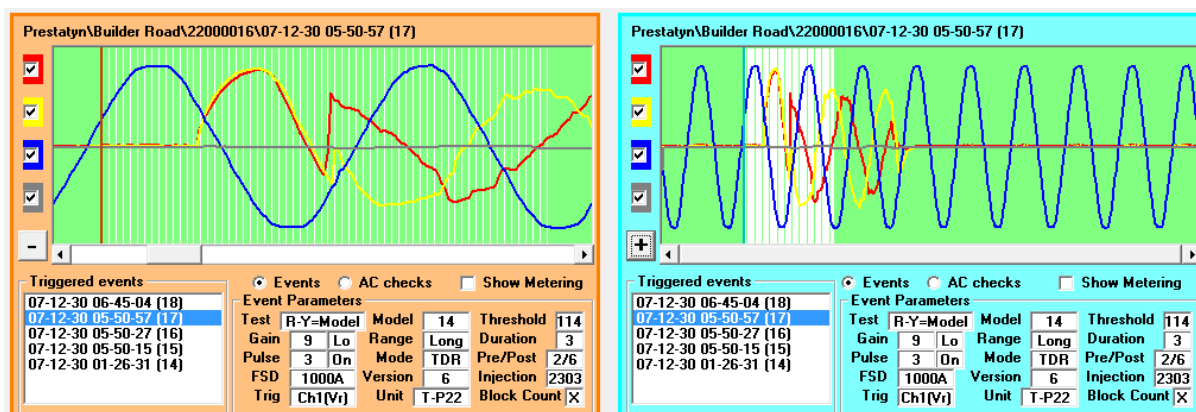 Prestatyn\Builder Road\22000016\07-12-30 05-50-57 (17)
-
Triggered events
07-12-30 06-45-04 (18)
07-12-30 05-50-57 (17)
07-12-30 05-50-27 (16)
07-12-30 05-50-15 (15)
07-12-30 01-26-31 (14)
Events AC checks Show Metering
Event Parameters
Test R-Y=Model Model 14 Threshold 114
Gain 9 Lo Range Long Duration 3
Pulse 3 On Mode TDR Pre/Post 2/6
FSD 1000A Version 6 Injection 2303
Trig Ch1(Vr) Unit T-P22 Block Count X
Prestatyn\Builder Road\22000016\07-12-30 05-50-57 (17)
+
Triggered events
07-12-30 06-45-04 (18)
07-12-30 05-50-57 (17)
07-12-30 05-50-27 (16)
07-12-30 05-50-15 (15)
07-12-30 01-26-31 (14)
Events AC checks Show Metering
Event Parameters
Test R-Y=Model Model 14 Threshold 114
Gain 9 Lo Range Long Duration 3
Pulse 3 On Mode TDR Pre/Post 2/6
FSD 1000A Version 6 Injection 2303
Trig Ch1(Vr) Unit T-P22 Block Count X